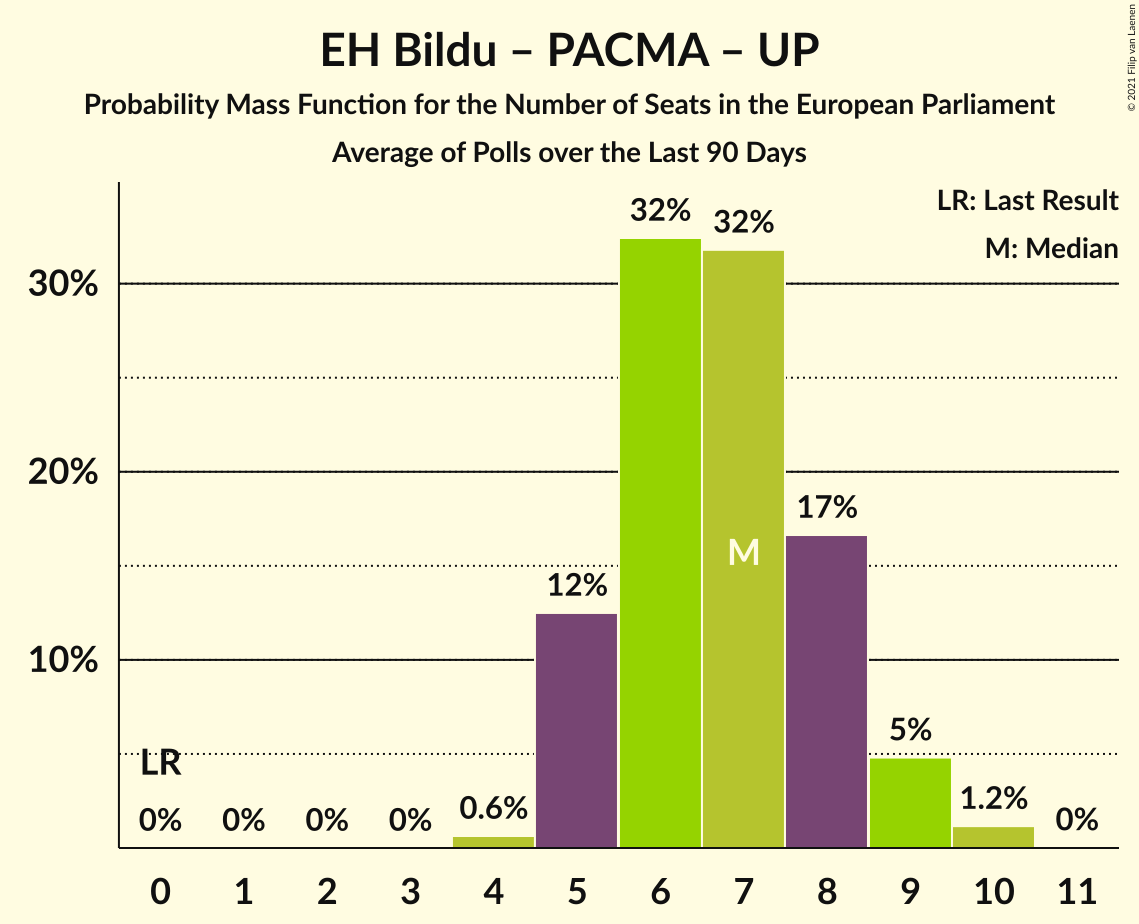 EH Bildu – PACMA – UP
Probability Mass Function for the Number of Seats in the European Parliament
Average of Polls over the Last 90 Days
© 2021 Filip van Laenen
LR: Last Result
M: Median
32%
32%
30%
20%
17%
M
12%
10%
LR
5%
0%
0%
0%
0%
0.6%
1.2%
0%
0 1 2 3 4 5 6 7 8 9 10 11